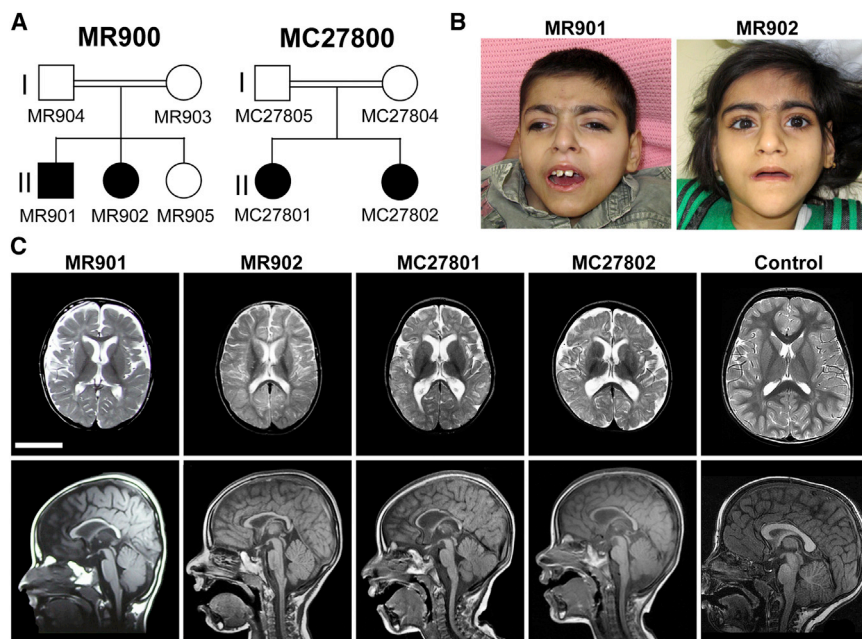 A
MR900
MC27800
B
MR901
MR902
I
MR904
MR903
I
MC27805
MC27804
II
MR901
MR902
MR905
II
MC27801
MC27802
C
MR901
MR902
MC27801
MC27802
Control